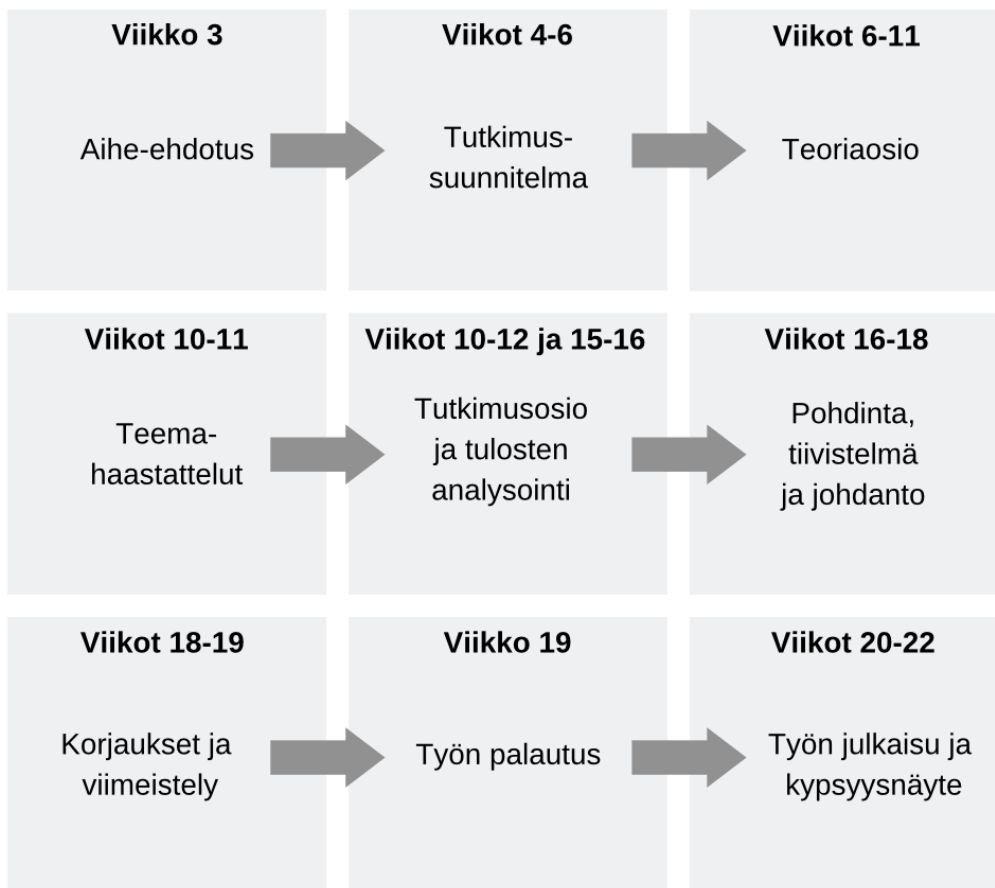 Viikko 3
Aihe-ehdotus
Viikot 4-6
Tutkimus-
suunnitelma
Viikot 6-11
Teoriaosio
Viikot 10-11
Teema-
haastattelut
Viikot 10-12 ja 15-16
Tutkimusosio
ja tulosten
analysointi
Viikot 16-18
Pohdinta,
tiivistelmä
ja johdanto
Viikot 18-19
Korjaukset ja
viimeistely
Viikko 19
Työn palautus
Viikot 20-22
Työn julkaisu ja
kypsyysnäyte